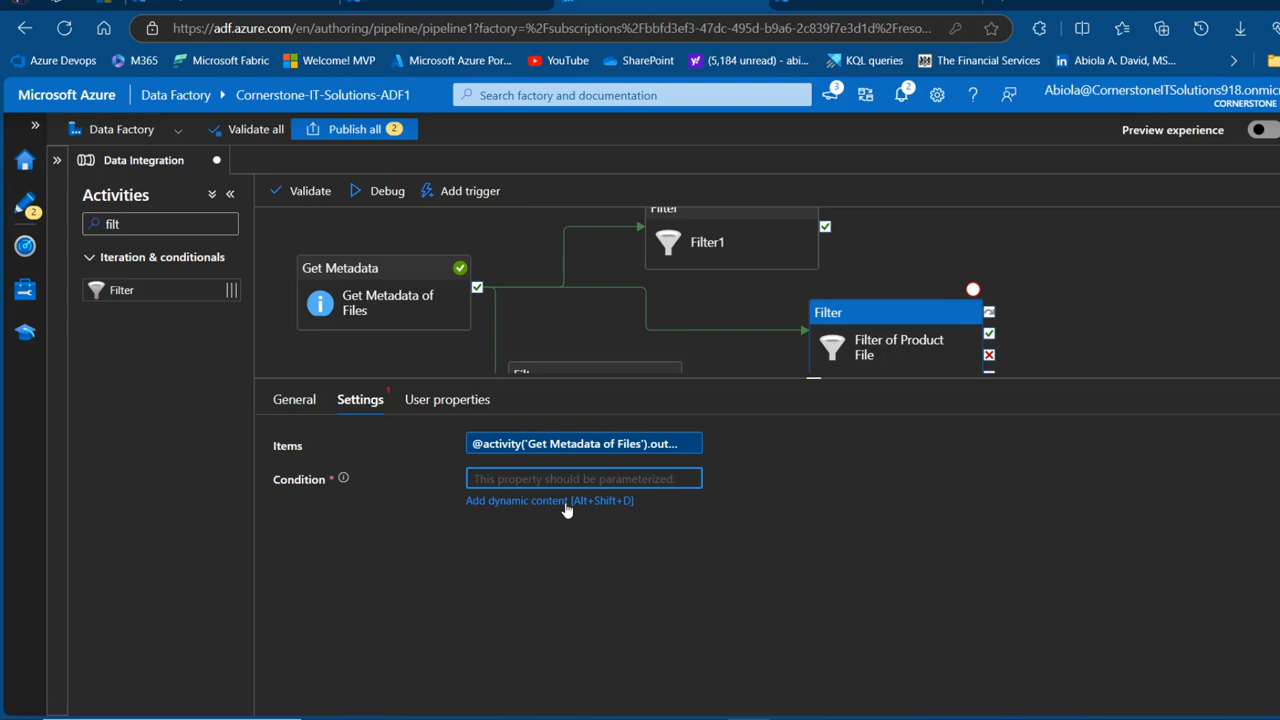 https://adf.azure.com/en/authoring/pipeline/pipeline1?factory=%2Fsubscriptions%2Fbbfd3ef3-47dc-495d-b9a6-2c839f7e3d1d%2Freso...
Azure Devops M365 Microsoft Fabric Welcome! MVP Microsoft Azure Por... YouTube SharePoint (5,184 unread) - abi... KQL queries The Financial Services Abiola A. David, MS...
Microsoft Azure Data Factory Cornerstone-IT-Solutions-ADF1 Search factory and documentation 3 2 Abiola@CornerstoneITSolutions918.onmicr
CORNERSTONE
Data Factory Validate all Publish all 2 Preview experience
Data Integration
Activities
Validate Debug Add trigger
2
filt
Filter
Filter1
Iteration & conditionals
Get Metadata
Filter
Get Metadata of
Files
Filter
Filter of Product
File
General Settings 1 User properties
Items @activity('Get Metadata of Files').out...
Condition * This property should be parameterized.
Add dynamic content [Alt+Shift+D]